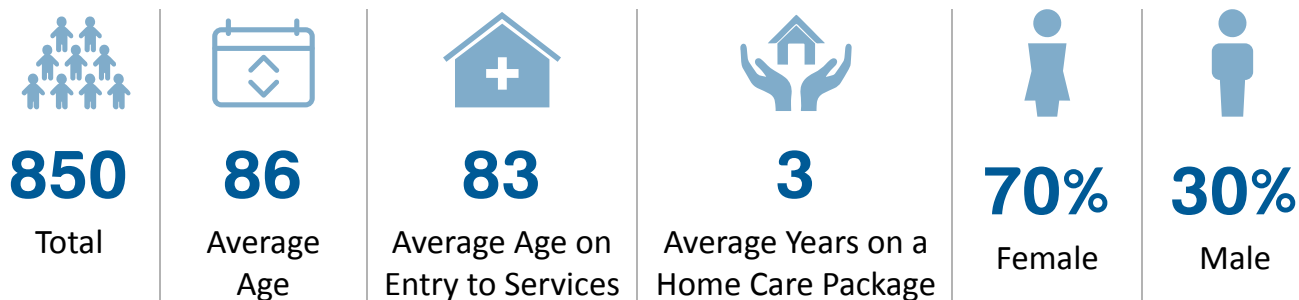 850
Total
86
Average
Age
83
Average Age on
Entry to Services
3
Average Years on a
Home Care Package
70%
Female
30%
Male